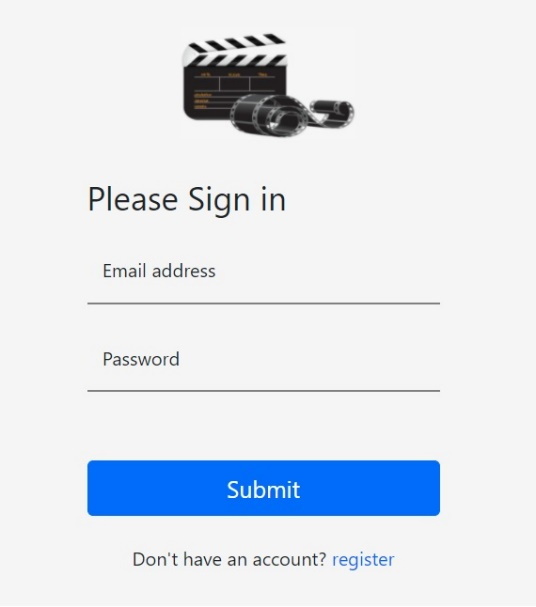 Please Sign in
Email address
Password
Submit
Don't have an account? register